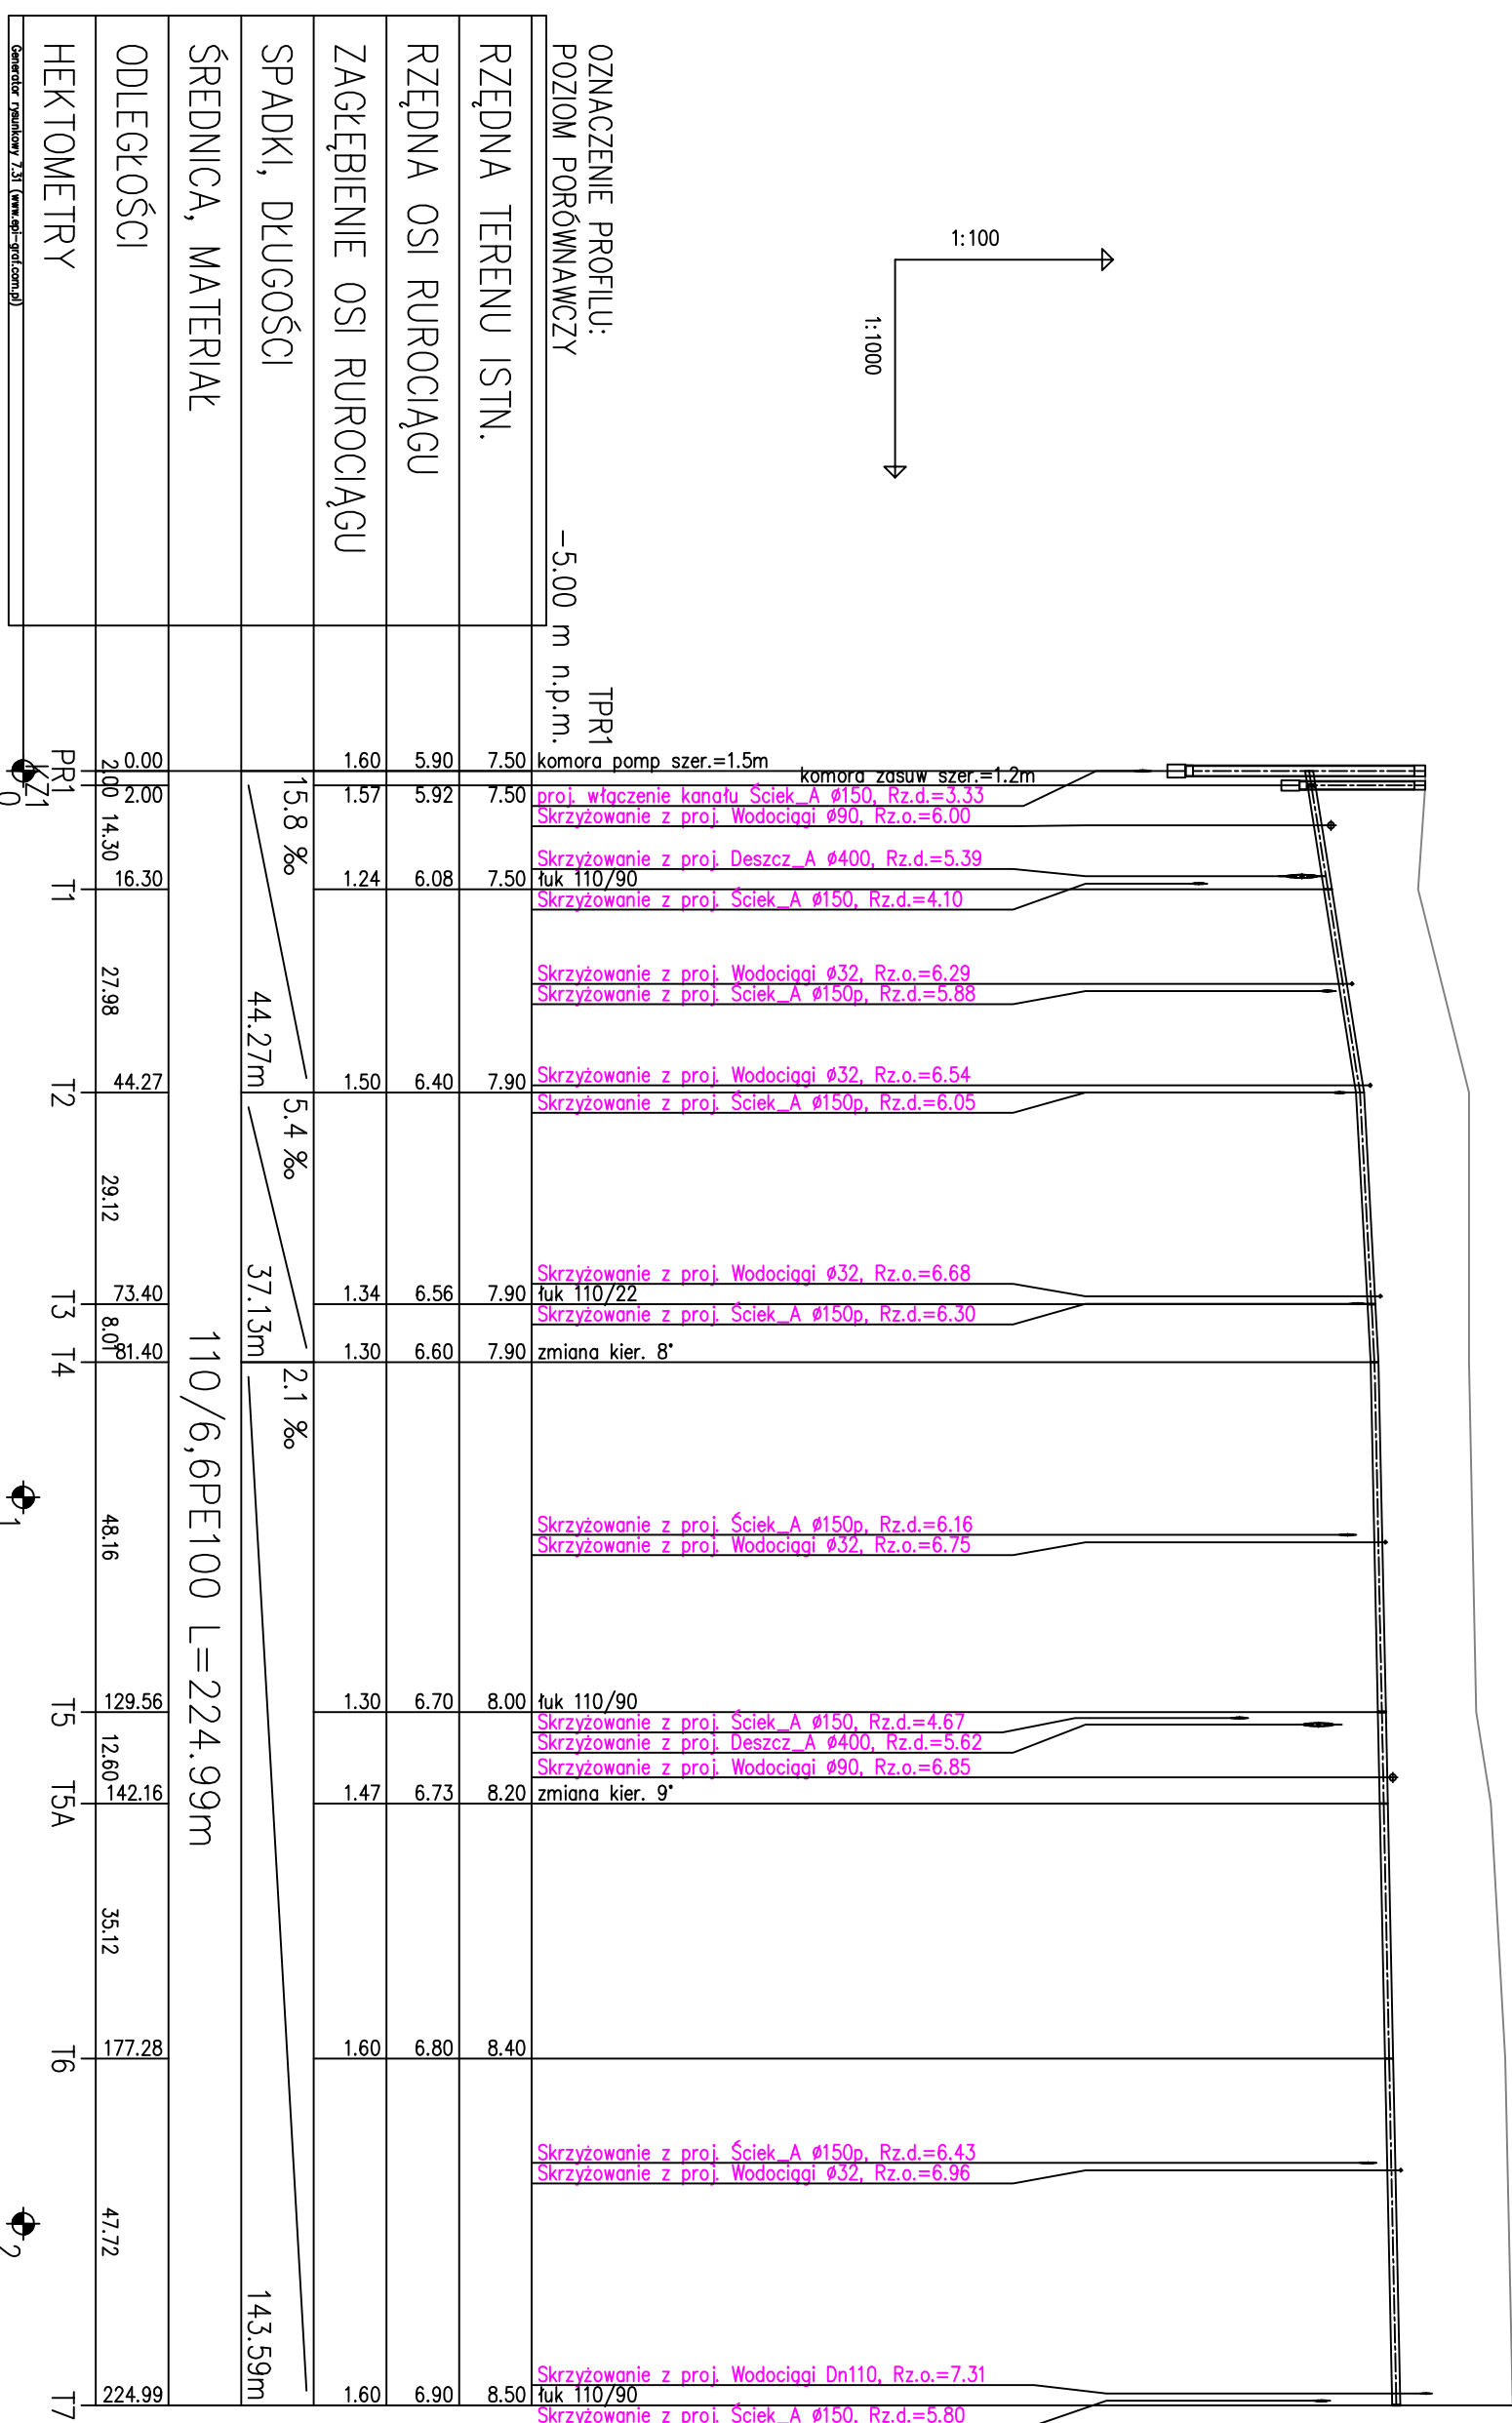 1:100
1:1000
OZNACZENIE PROFILU: TPR1
POZIOM PORÓWNAWCZY -5.00 m n.p.m.
RZĘDNA TERENU ISTN.
RZĘDNA OSI RUROCIĄGU
ZAGŁĘBIENIE OSI RUROCIĄGU
SPADKI, DŁUGOŚCI
ŚREDNICA, MATERIAŁ
ODLEGŁOŚCI
HEKTOMETRY
Generator rysunkowy 7.31 (www.epi-graf.com.pl)
PR1 2.00 0.00 1.60 5.90 7.50 komora pomp szer.=1.5m
komora zasuw szer.=1.2m
KZ1 2.00 1.57 5.92 7.50 proj. włączenie kanału Ściek_A ø150, Rz.d.=3.33
0
14.30 15.8 ‰
Skrzyżowanie z proj. Wodociągi ø90, Rz.o.=6.00
Skrzyżowanie z proj. Deszcz_A ø400, Rz.d.=5.39
T1 16.30 1.24 6.08 7.50 łuk 110/90
Skrzyżowanie z proj. Ściek_A ø150, Rz.d.=4.10
27.98 44.27m
Skrzyżowanie z proj. Wodociągi ø32, Rz.o.=6.29
Skrzyżowanie z proj. Ściek_A ø150p, Rz.d.=5.88
Skrzyżowanie z proj. Wodociągi ø32, Rz.o.=6.54
T2 44.27 1.50 6.40 7.90
Skrzyżowanie z proj. Ściek_A ø150p, Rz.d.=6.05
29.12 5.4 ‰ 37.13m
Skrzyżowanie z proj. Wodociągi ø32, Rz.o.=6.68
T3 73.40 1.34 6.56 7.90 łuk 110/22
Skrzyżowanie z proj. Ściek_A ø150p, Rz.d.=6.30
8.01
T4 81.40 1.30 6.60 7.90 zmiana kier. 8°
2.1 ‰
110/6,6PE100 L=224.99m
1
48.16
Skrzyżowanie z proj. Ściek_A ø150p, Rz.d.=6.16
Skrzyżowanie z proj. Wodociągi ø32, Rz.o.=6.75
T5 129.56 1.30 6.70 8.00 łuk 110/90
Skrzyżowanie z proj. Ściek_A ø150, Rz.d.=4.67
Skrzyżowanie z proj. Deszcz_A ø400, Rz.d.=5.62
12.60
Skrzyżowanie z proj. Wodociągi ø90, Rz.o.=6.85
T5A 142.16 1.47 6.73 8.20 zmiana kier. 9°
35.12
T6 177.28 1.60 6.80 8.40
Skrzyżowanie z proj. Ściek_A ø150p, Rz.d.=6.43
Skrzyżowanie z proj. Wodociągi ø32, Rz.o.=6.96
2
47.72 143.59m
Skrzyżowanie z proj. Wodociągi Dn110, Rz.o.=7.31
T7 224.99 1.60 6.90 8.50 łuk 110/90
Skrzyżowanie z proj. Ściek_A ø150, Rz.d.=5.80